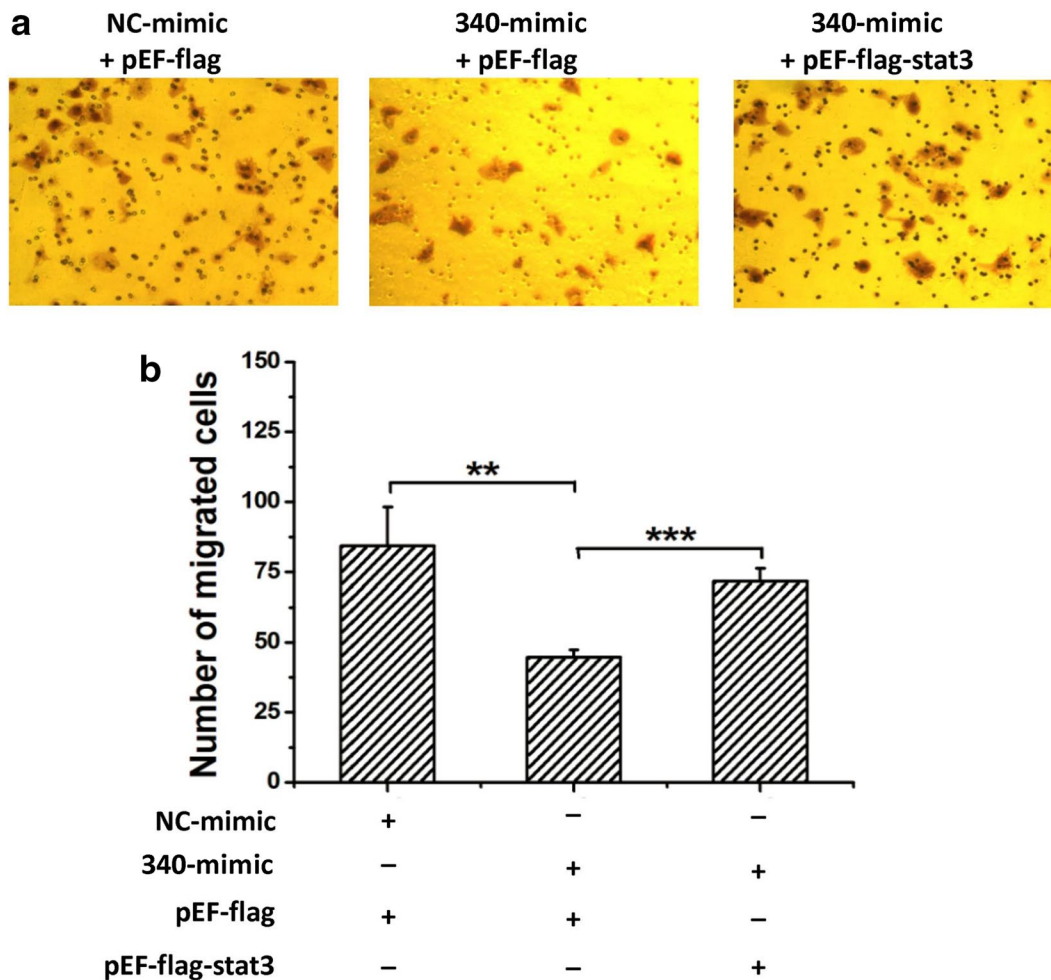 a
NC-mimic
+ pEF-flag
340-mimic
+ pEF-flag
340-mimic
+ pEF-flag-stat3
b
Number of migrated cells
150
125
100
75
50
25
0
**
***
NC-mimic + – –
340-mimic – + +
pEF-flag + + –
pEF-flag-stat3 – – +